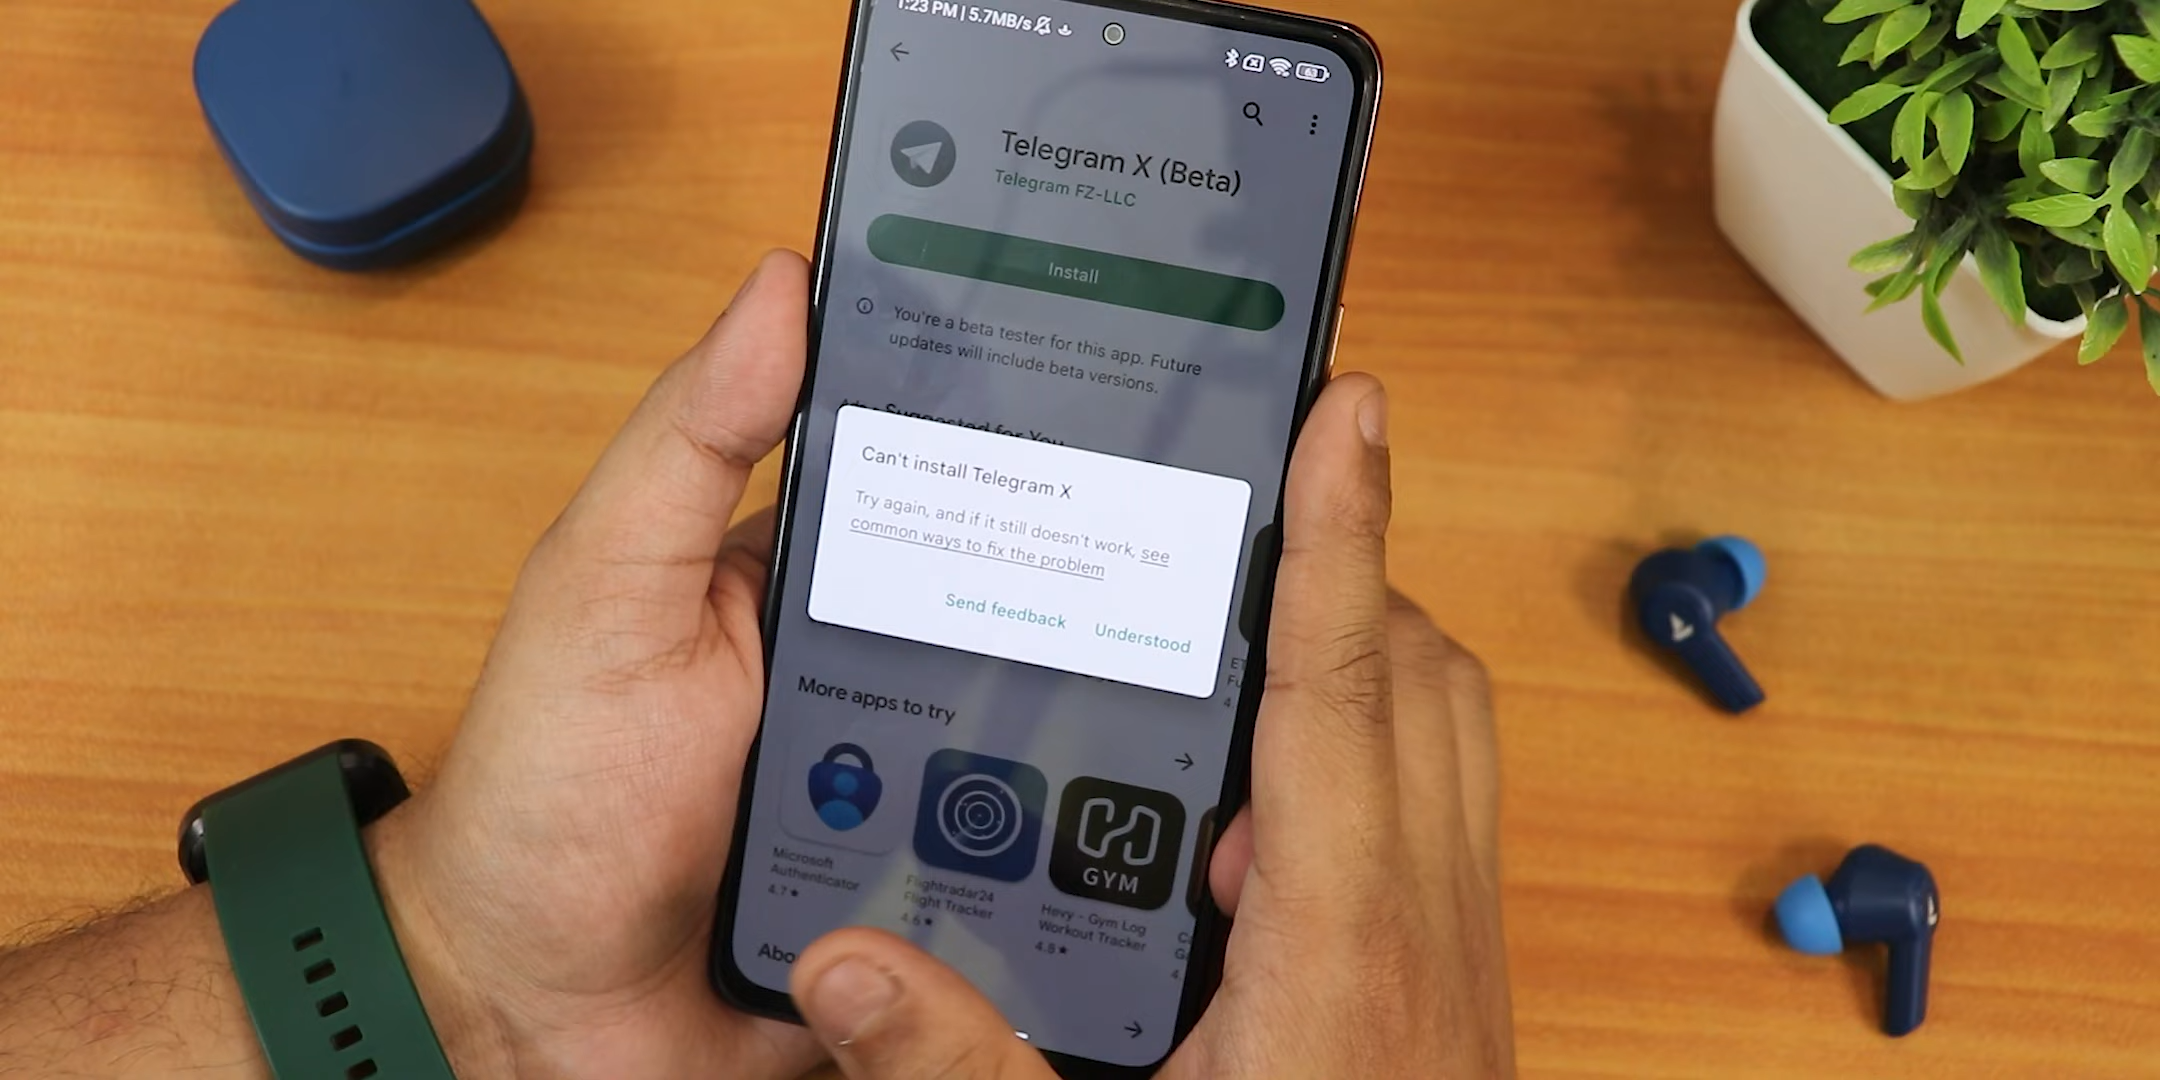 1:23 PM | 5.7MB/s
63
Telegram X (Beta)
Telegram FZ-LLC
Install
You're a beta tester for this app. Future
updates will include beta versions.
Suggested for You
Can't install Telegram X
Try again, and if it still doesn't work, see
common ways to fix the problem
Send feedback Understood
More apps to try
GYM
Microsoft
Authenticator
4.7 ★
Flightradar24
Flight Tracker
4.6 ★
Hevy - Gym Log
Workout Tracker
4.8 ★
Abo